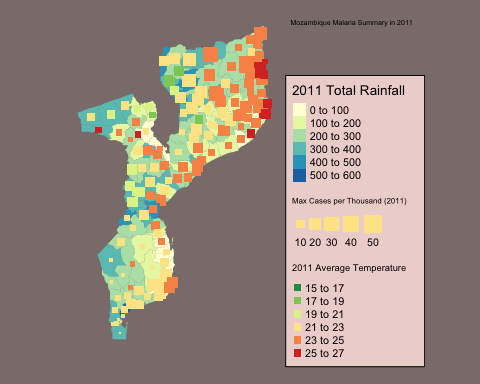 Mozambique Malaria Summary in 2011
2011 Total Rainfall
0 to 100
100 to 200
200 to 300
300 to 400
400 to 500
500 to 600
Max Cases per Thousand (2011)
10 20 30 40 50
2011 Average Temperature
15 to 17
17 to 19
19 to 21
21 to 23
23 to 25
25 to 27